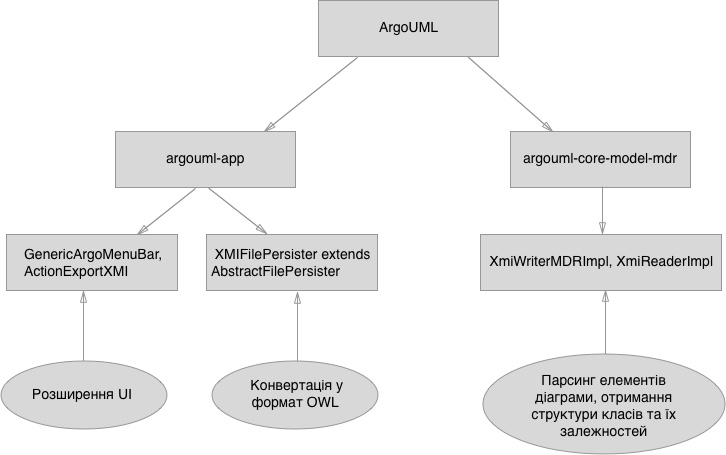 ArgoUML
argouml-app
argouml-core-model-mdr
GenericArgoMenuBar,
ActionExportXMI
XMIFilePersister extends
AbstractFilePersister
XmiWriterMDRImpl, XmiReaderImpl
Розширення UI
Конвертація у
формат OWL
Парсинг елементів
діаграми, отримання
структури класів та їх
залежностей